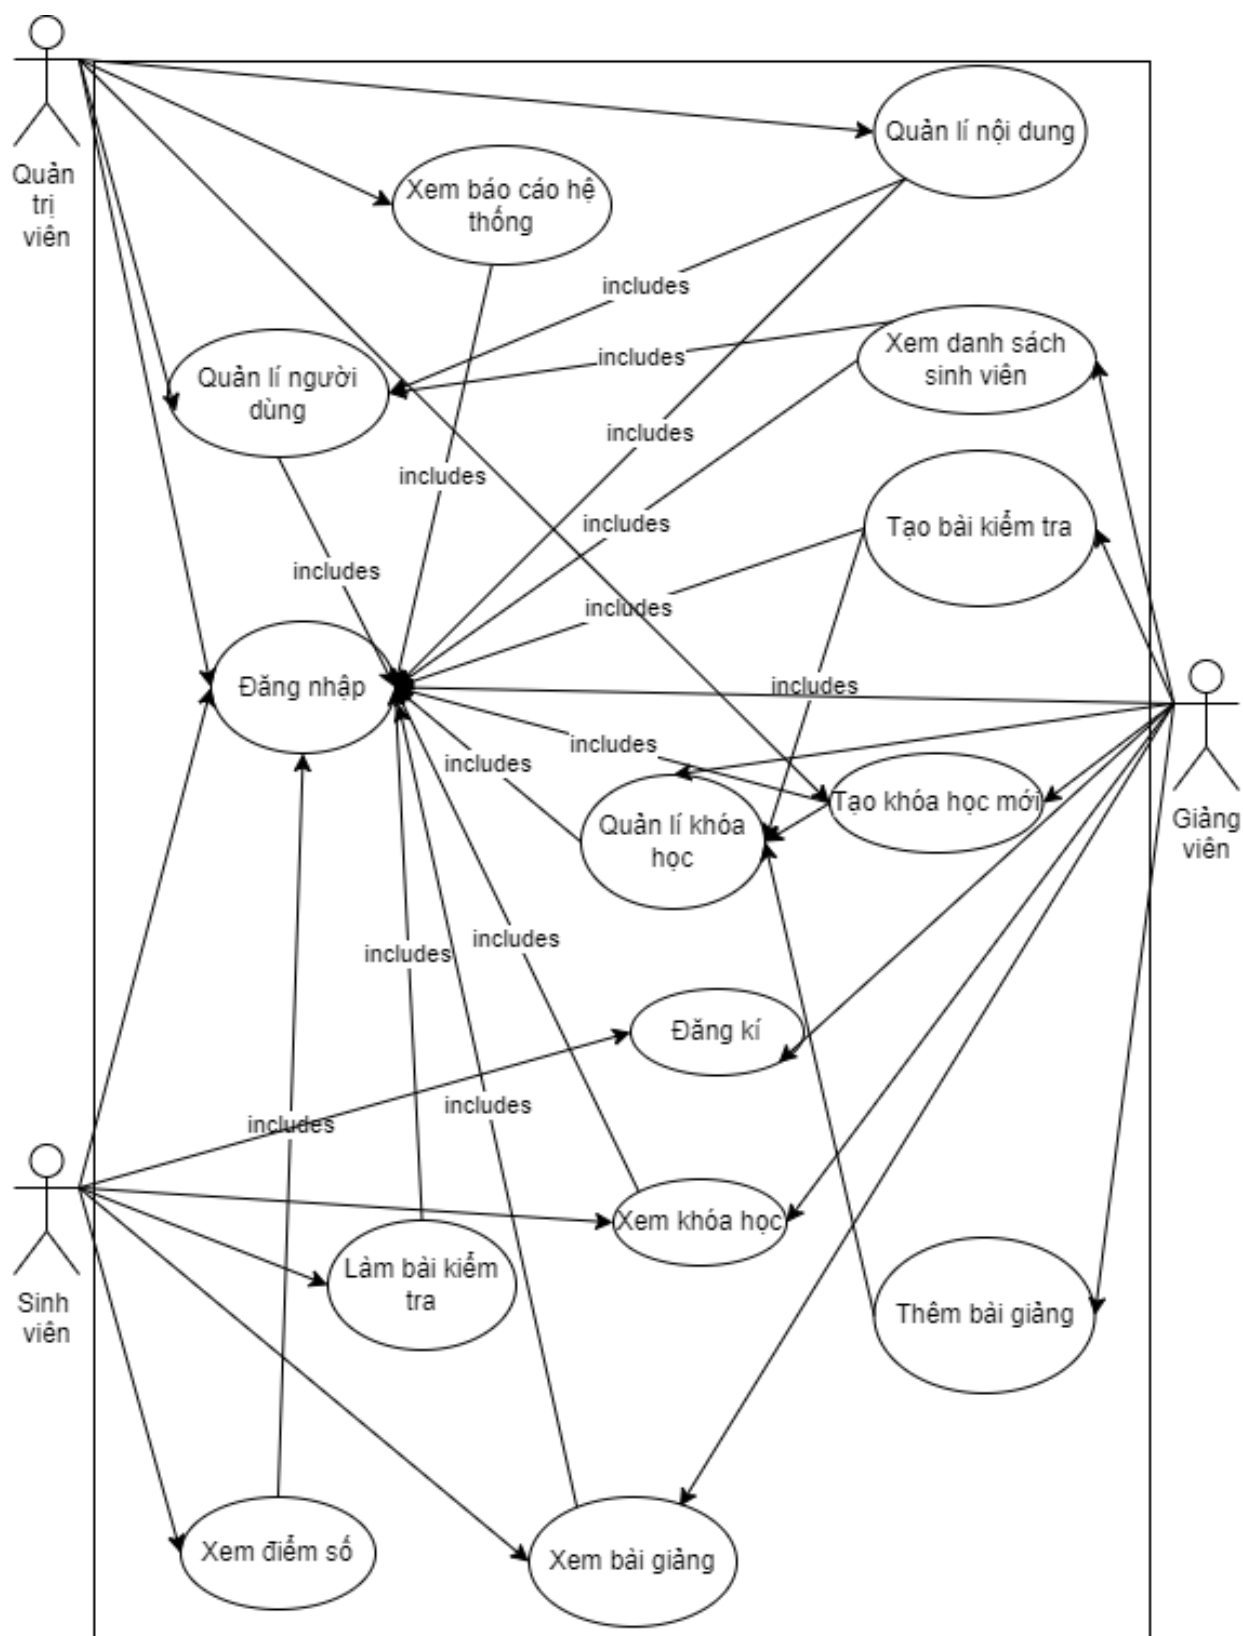 Quản lí nội dung
Quản
trị
viên
Xem báo cáo hệ
thống
includes
Xem danh sách
sinh viên
includes
Quản lí người
dùng
includes
includes
includes
Tạo bài kiểm tra
includes
includes
Đăng nhập
includes
includes
includes
Tạo khóa học mới
Quản lí khóa
học
Giảng
viên
includes
includes
Đăng kí
includes
includes
Xem khóa học
Làm bài kiểm
tra
Sinh
viên
Thêm bài giảng
Xem điểm số
Xem bài giảng